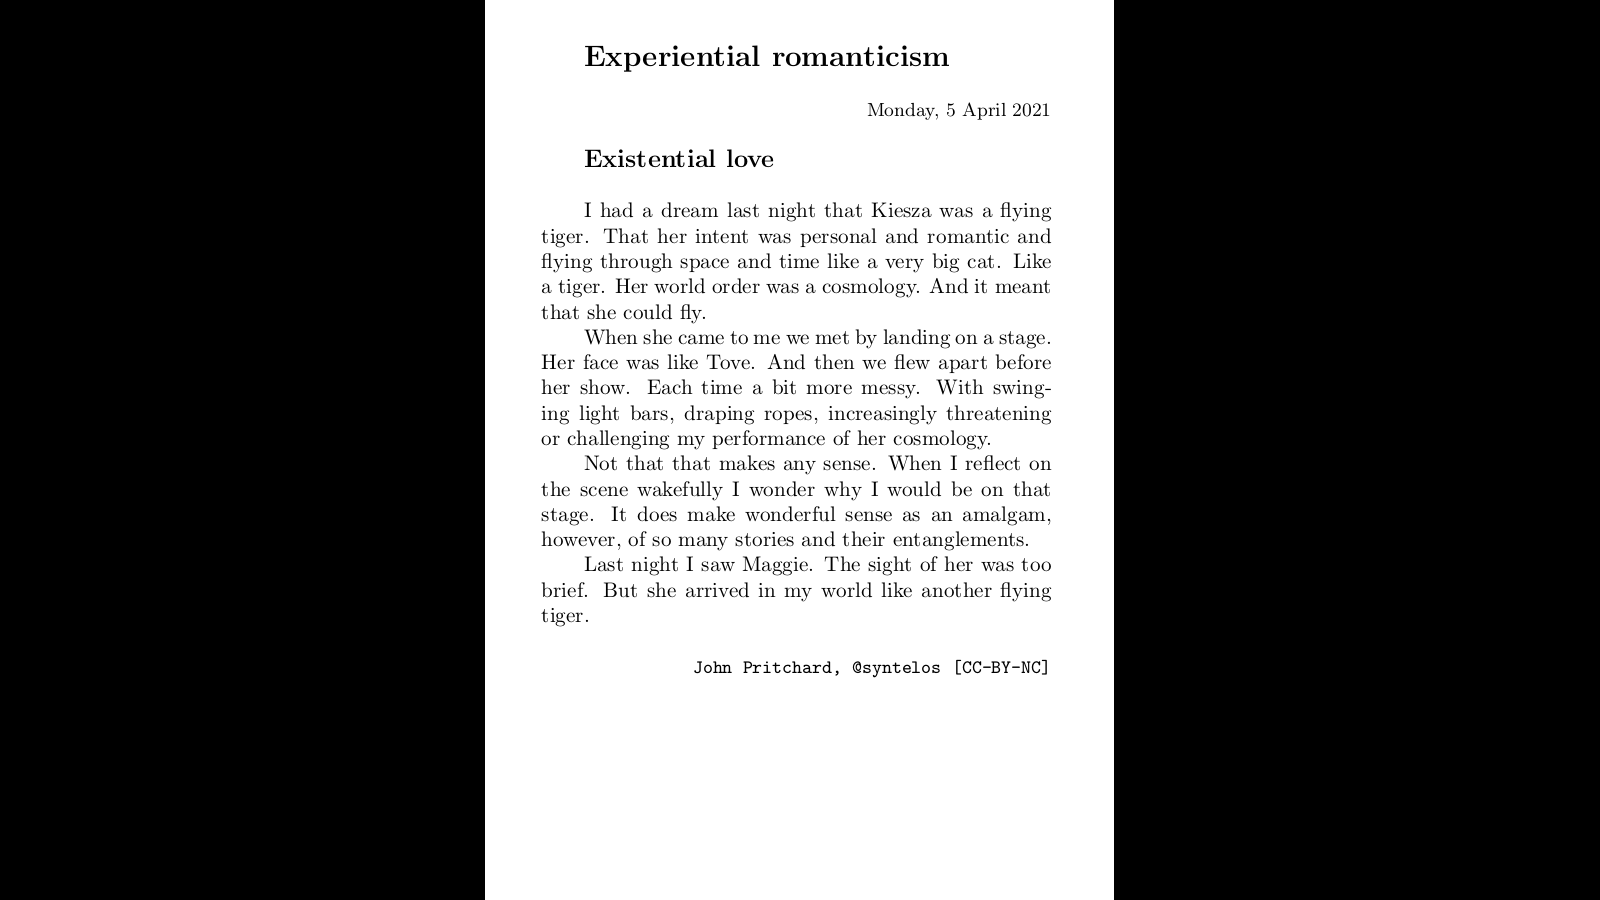 Experiential romanticism
Monday, 5 April 2021
Existential love
I had a dream last night that Kiesza was a flying
tiger. That her intent was personal and romantic and
flying through space and time like a very big cat. Like
a tiger. Her world order was a cosmology. And it meant
that she could fly.
When she came to me we met by landing on a stage.
Her face was like Tove. And then we flew apart before
her show. Each time a bit more messy. With swing-
ing light bars, draping ropes, increasingly threatening
or challenging my performance of her cosmology.
Not that that makes any sense. When I reflect on
the scene wakefully I wonder why I would be on that
stage. It does make wonderful sense as an amalgam,
however, of so many stories and their entanglements.
Last night I saw Maggie. The sight of her was too
brief. But she arrived in my world like another flying
tiger.
John Pritchard, @syntelos [CC-BY-NC]